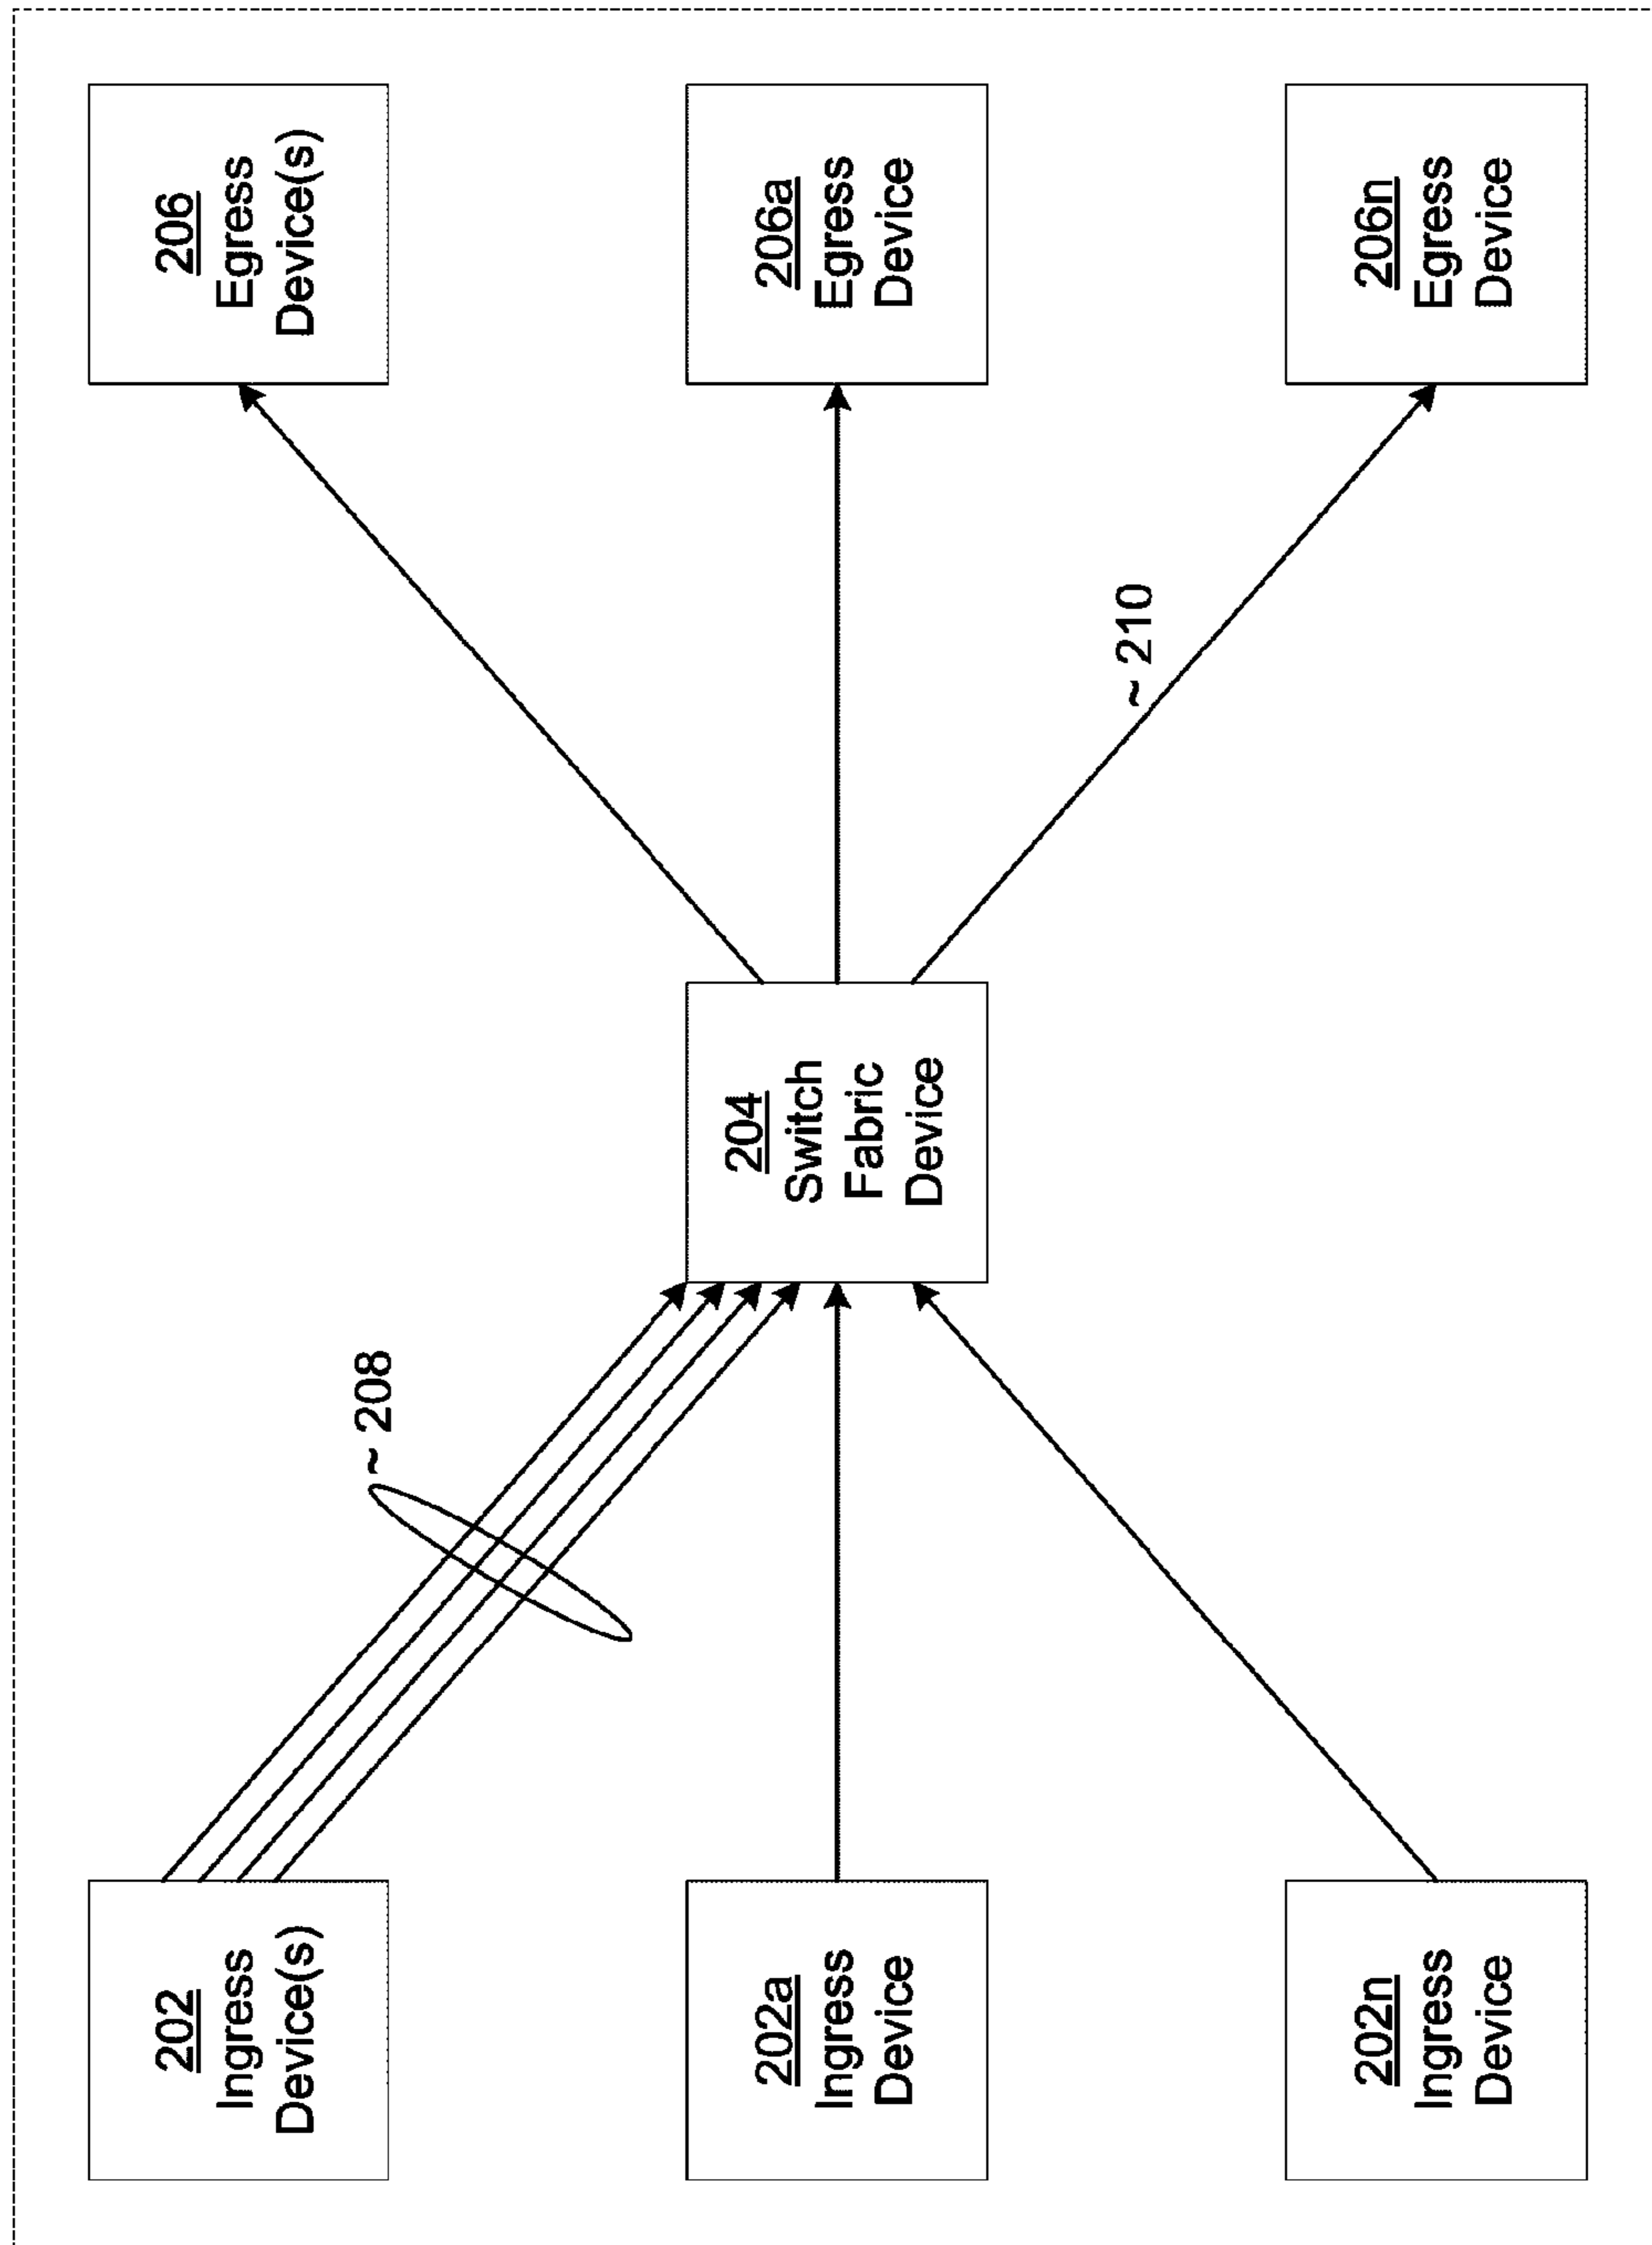 202
Ingress
Device(s)
~ 208
206
Egress
Device(s)
202a
Ingress
Device
204
Switch
Fabric
Device
206a
Egress
Device
~ 210
202n
Ingress
Device
206n
Egress
Device